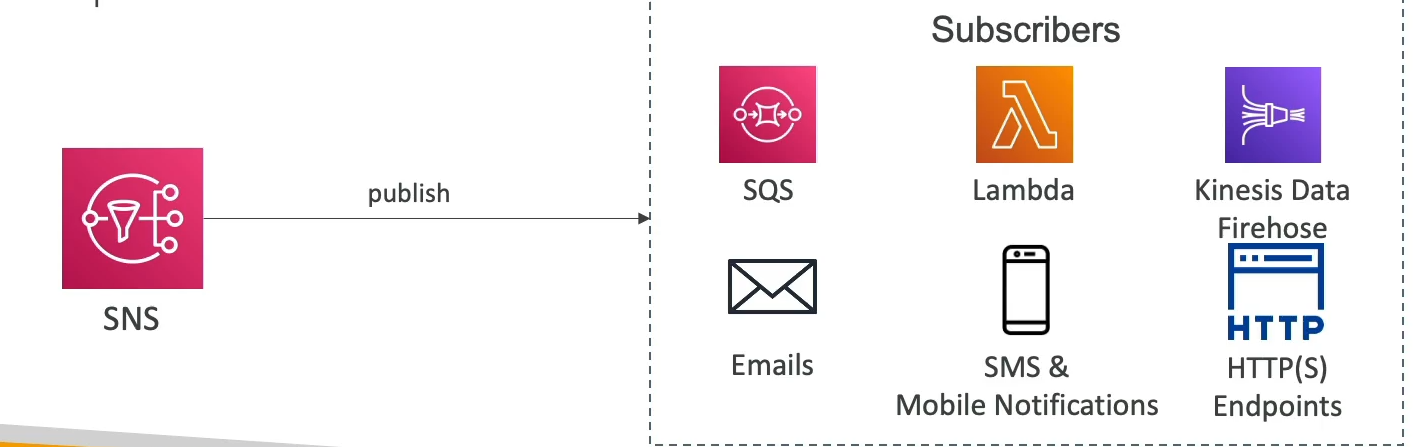 Subscribers
publish
SNS
SQS
Lambda
Kinesis Data
Firehose
Emails
SMS &
Mobile Notifications
HTTP
HTTP(S)
Endpoints